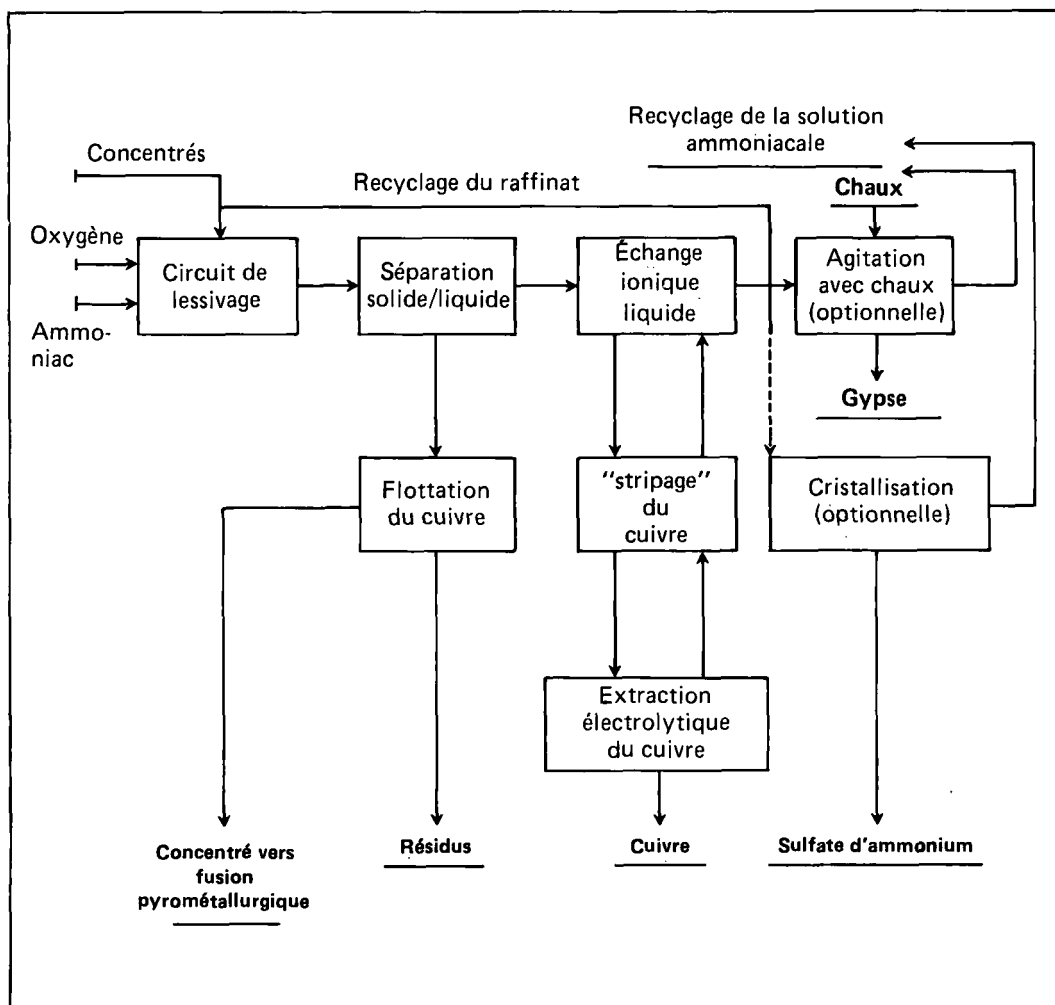 Recyclage de la solution
ammoniacale
Concentrés
Recyclage du raffinat
Chaux
Oxygène
Ammo-
niac
Circuit de
lessivage
Séparation
solide/liquide
Échange
ionique
liquide
Agitation
avec chaux
(optionnelle)
Gypse
Flottation
du cuivre
"stripage"
du
cuivre
Cristallisation
(optionnelle)
Extraction
électrolytique
du cuivre
Concentré vers
fusion
pyrométallurgique
Résidus
Cuivre
Sulfate d'ammonium